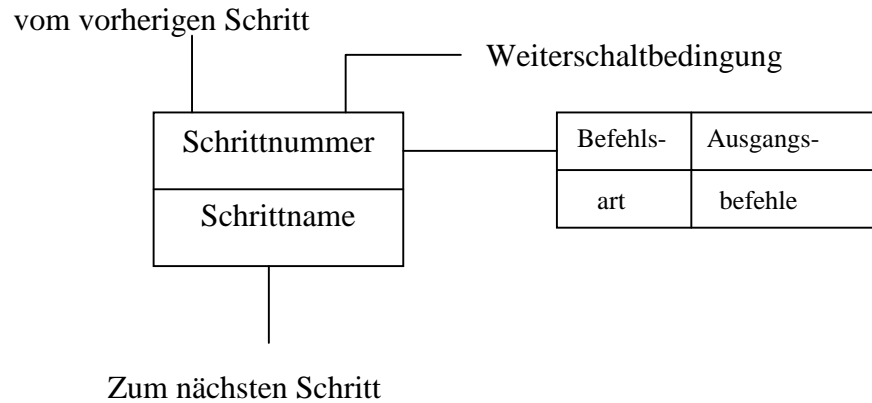 vom vorherigen Schritt
Weiterschaltbedingung
Schrittnummer
Befehls-
Ausgangs-
art
befehle
Schrittname
Zum nächsten Schritt